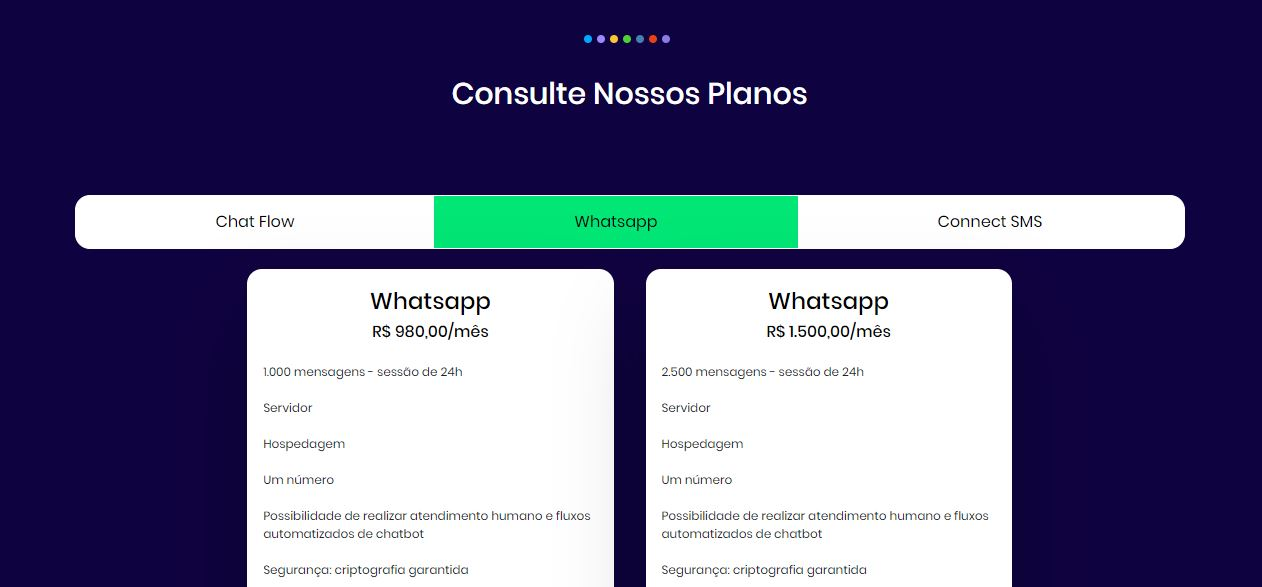 Consulte Nossos Planos
Chat Flow
Whatsapp
Connect SMS
Whatsapp
R$ 980,00/mês
1.000 mensagens - sessão de 24h
Servidor
Hospedagem
Um número
Possibilidade de realizar atendimento humano e fluxos
automatizados de chatbot
Segurança: criptografia garantida
Whatsapp
R$ 1.500,00/mês
2.500 mensagens - sessão de 24h
Servidor
Hospedagem
Um número
Possibilidade de realizar atendimento humano e fluxos
automatizados de chatbot
Segurança: criptografia garantida